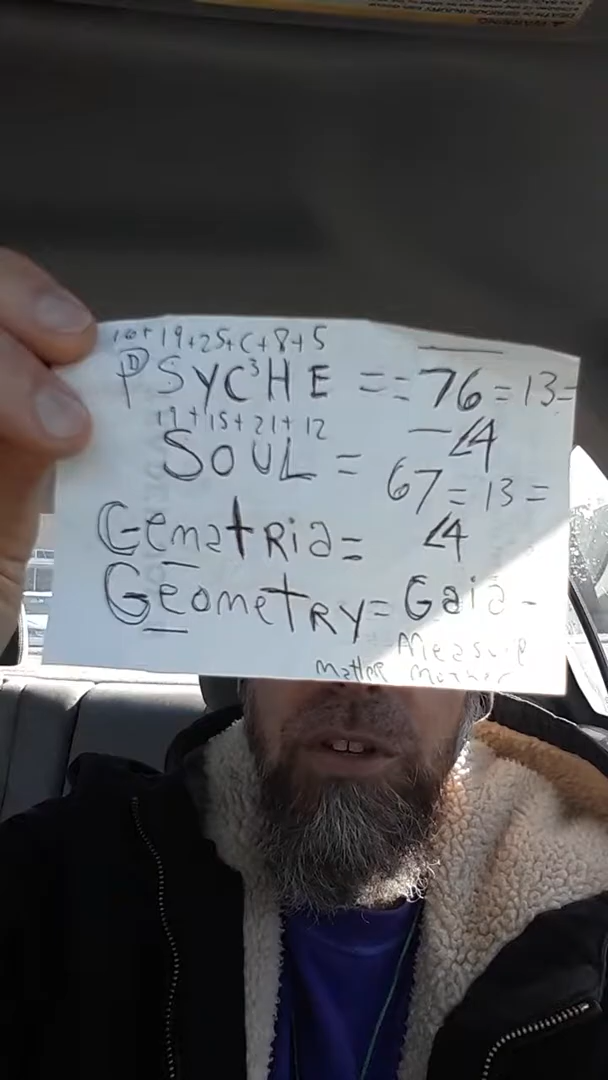 WARNING
16+19+25+C+8+5
PSYC³HE == 76 = 13 =
19+15+21+12
SOUL = 67 = 13 =
∠4
∠4
GEmatRia =
GEOMETRY = Gaia -
Measure
Matter Mother